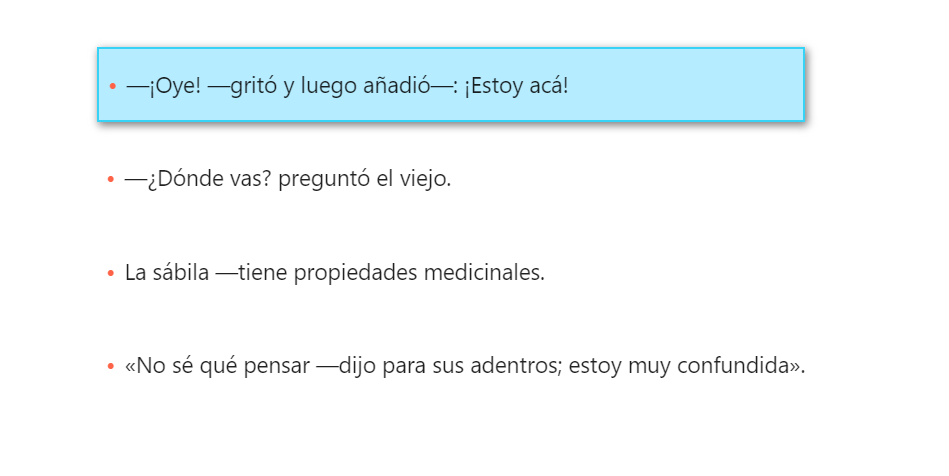 • —¡Oye! —gritó y luego añadió—: ¡Estoy acá!
• —¿Dónde vas? preguntó el viejo.
• La sábila —tiene propiedades medicinales.
• «No sé qué pensar —dijo para sus adentros; estoy muy confundida».